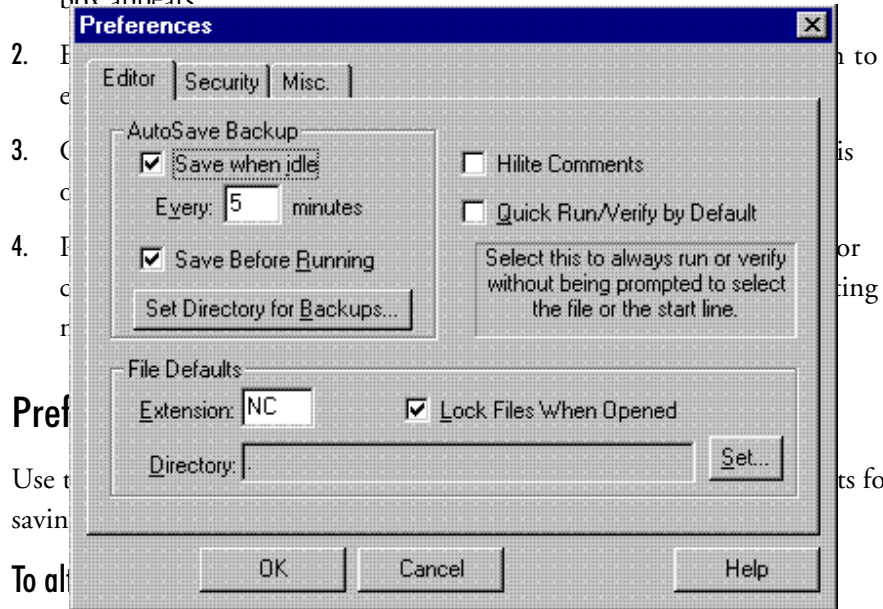 box appears
Preferences
2.
n to
Editor Security Misc.
e
AutoSave Backup
3.
is
Save when idle
Hilite Comments
Every: 5 minutes
Quick Run/Verify by Default
4.
or
Save Before Running
Select this to always run or verify
without being prompted to select
the file or the start line.
ting
Set Directory for Backups...
File Defaults
Pref
Extension: NC
Lock Files When Opened
Directory: .
Set...
Use t
ts fo
savin
To alt
OK Cancel Help